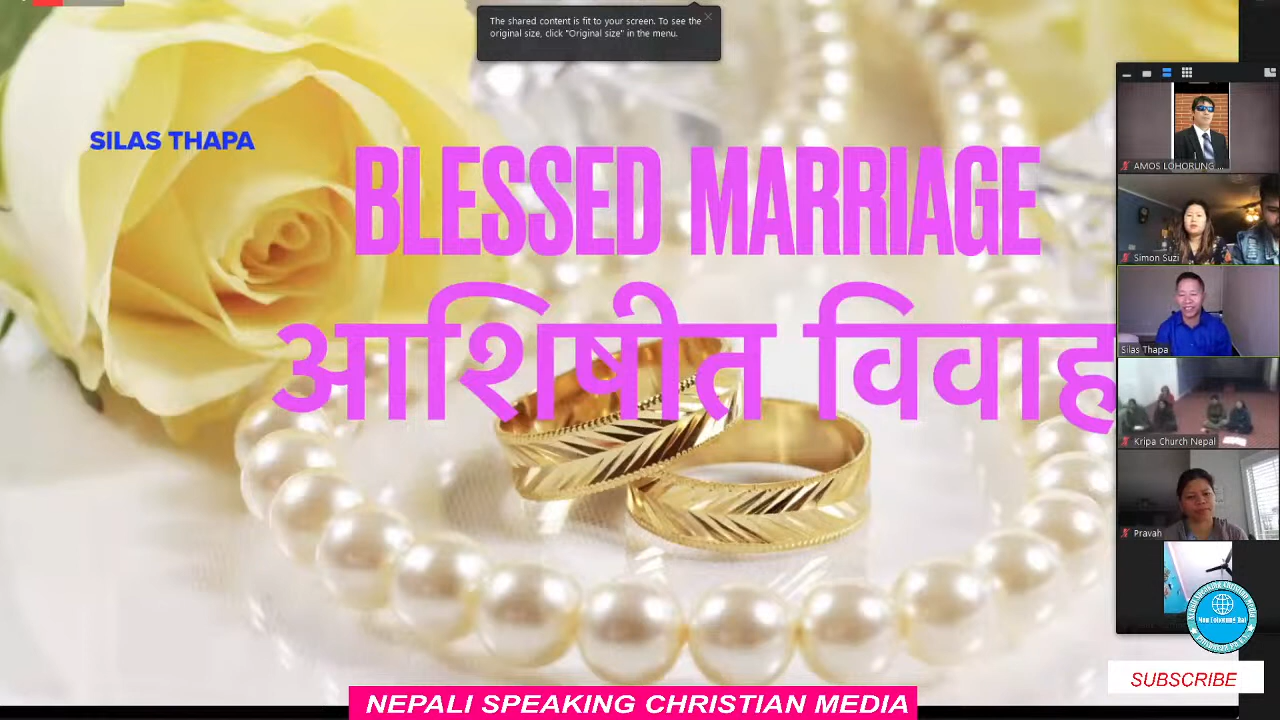 The shared content is fit to your screen. To see the
original size, click "Original size" in the menu.
SILAS THAPA
BLESSED MARRIAGE
आशिषीत विवाह
AMOS LOHORUNG ...
Simon Suzi
Silas Thapa
Kripa Church Nepal
Pravah
SUBSCRIBE
NEPALI SPEAKING CHRISTIAN MEDIA